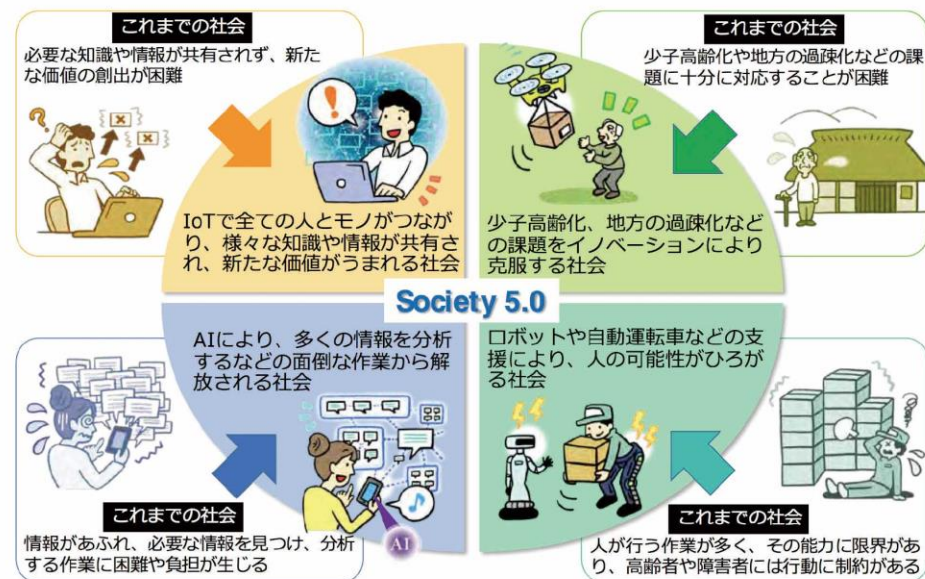 これまでの社会
必要な知識や情報が共有されず、新た
な価値の創出が困難
IoTで全ての人とモノがつなが
り、様々な知識や情報が共有さ
れ、新たな価値がうまれる社会
これまでの社会
少子高齢化や地方の過疎化などの課
題に十分に対応することが困難
少子高齢化、地方の過疎化など
の課題をイノベーションにより
克服する社会
Society 5.0
AIにより、多くの情報を分析
するなどの面倒な作業から解
放される社会
AI
これまでの社会
情報があふれ、必要な情報を見つけ、分析
する作業に困難や負担が生じる
ロボットや自動運転車などの支
援により、人の可能性がひろが
る社会
これまでの社会
人が行う作業が多く、その能力に限界があ
り、高齢者や障害者には行動に制約がある